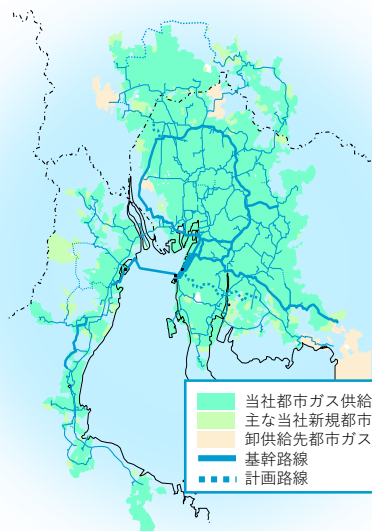 当社都市ガス供給
主な当社新規都市
卸供給先都市ガス
基幹路線
計画路線